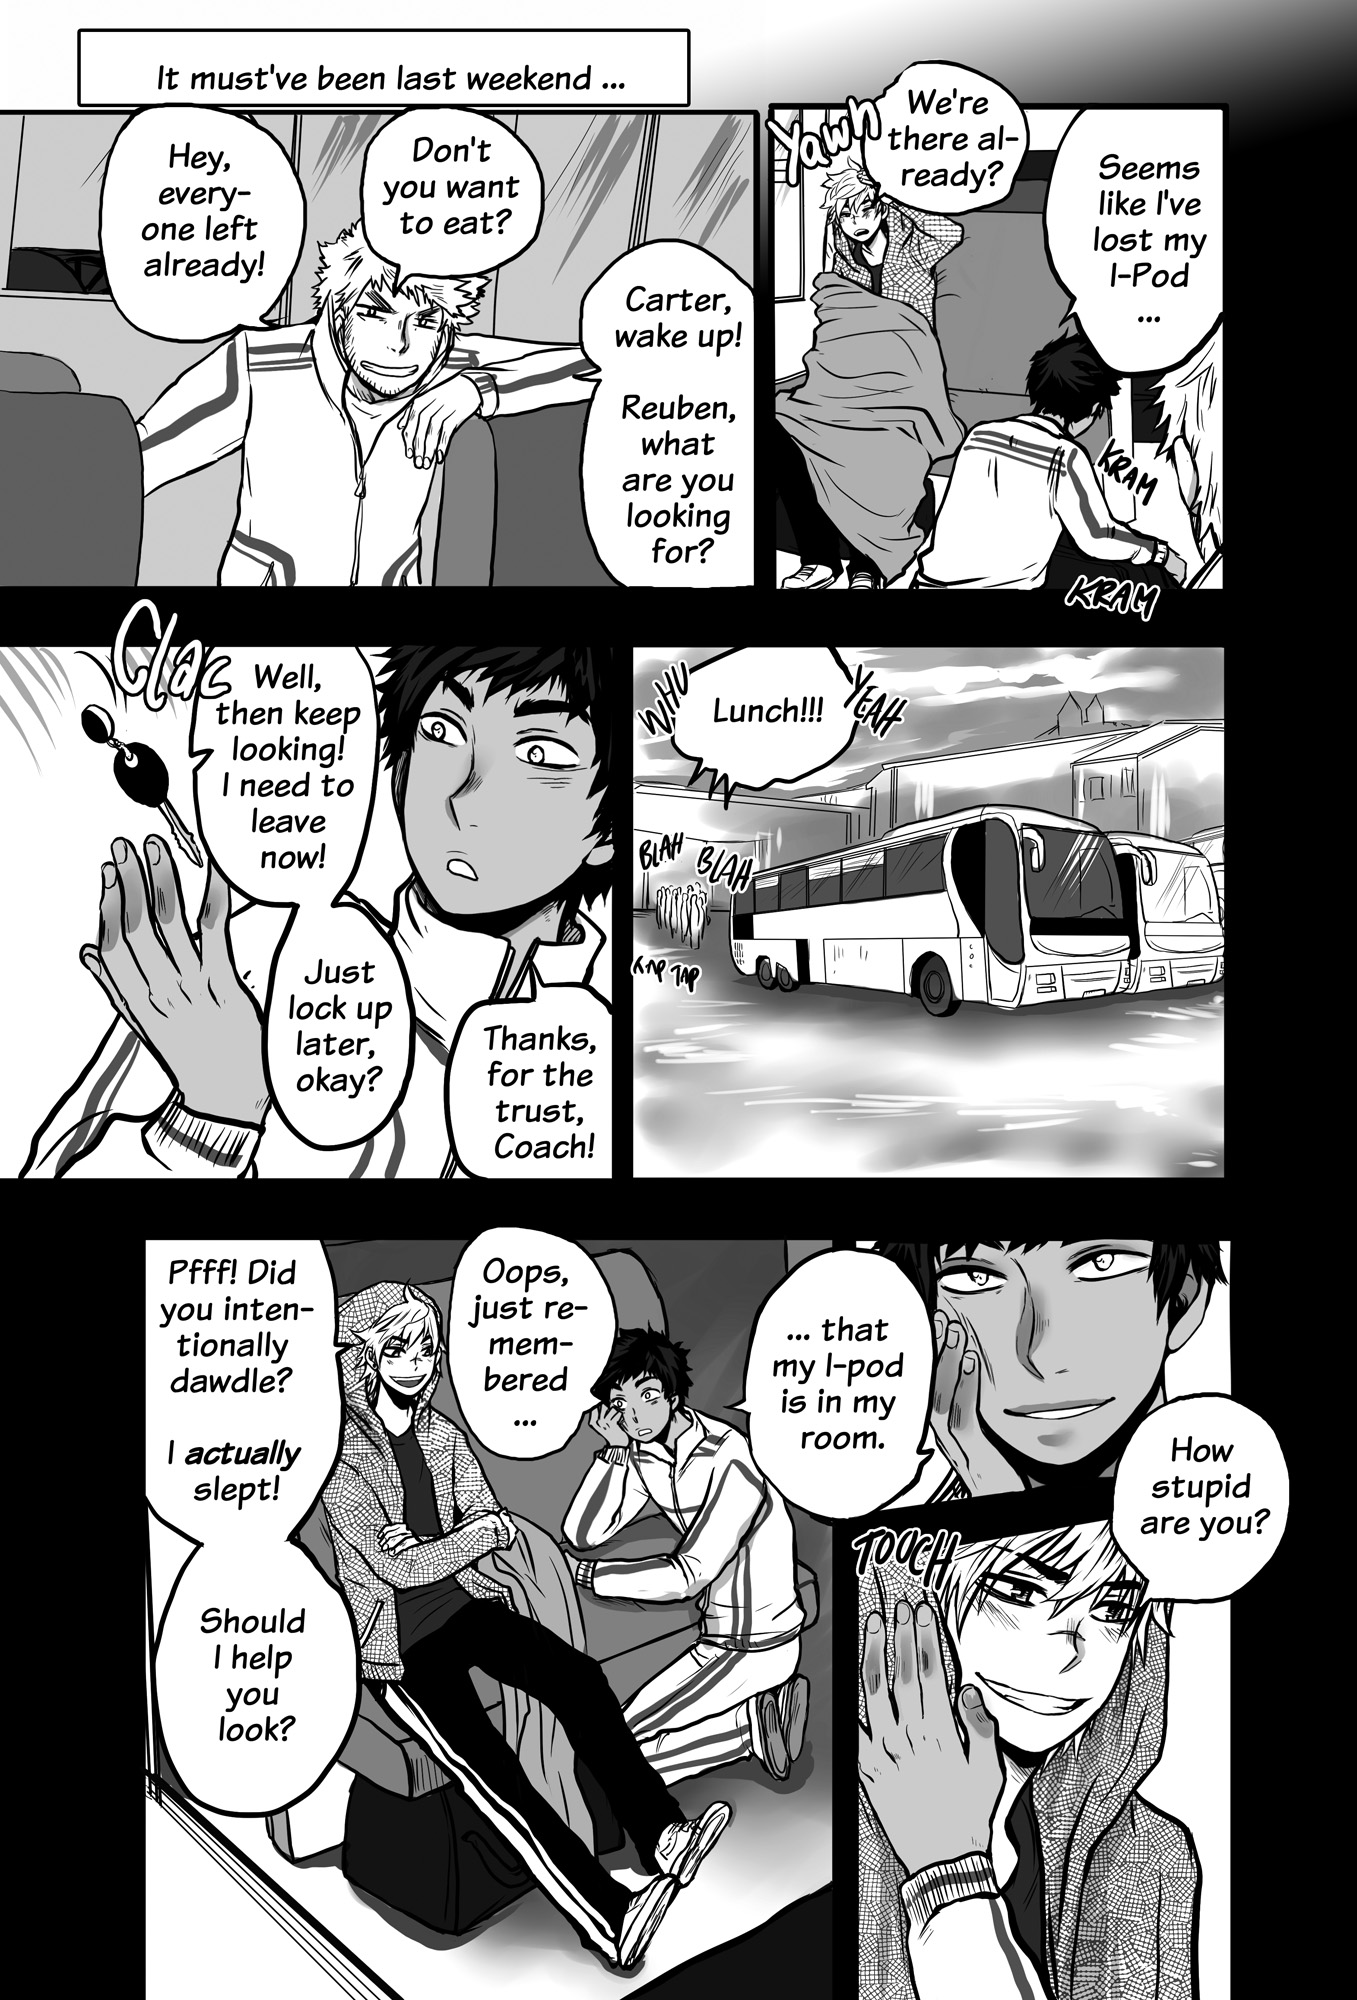 It must've been last weekend ...
Hey,
every-
one left
already!
Don't
you want
to eat?
Carter,
wake up!
Reuben,
what
are you
looking
for?
Yawn
We're
there al-
ready?
Seems
like I've
lost my
I-Pod
...
KRAM
KRAM
Clac
Well,
then keep
looking!
I need to
leave
now!
Just
lock up
later,
okay?
Thanks,
for the
trust,
Coach!
WHU
Lunch!!!
YEAH
BLAH
BLAH
TAP
TAP
Pfff! Did
you inten-
tionally
dawdle?
I actually
slept!
Should
I help
you
look?
Oops,
just re-
mem-
bered
...
... that
my I-pod
is in my
room.
How
stupid
are you?
TOUCH